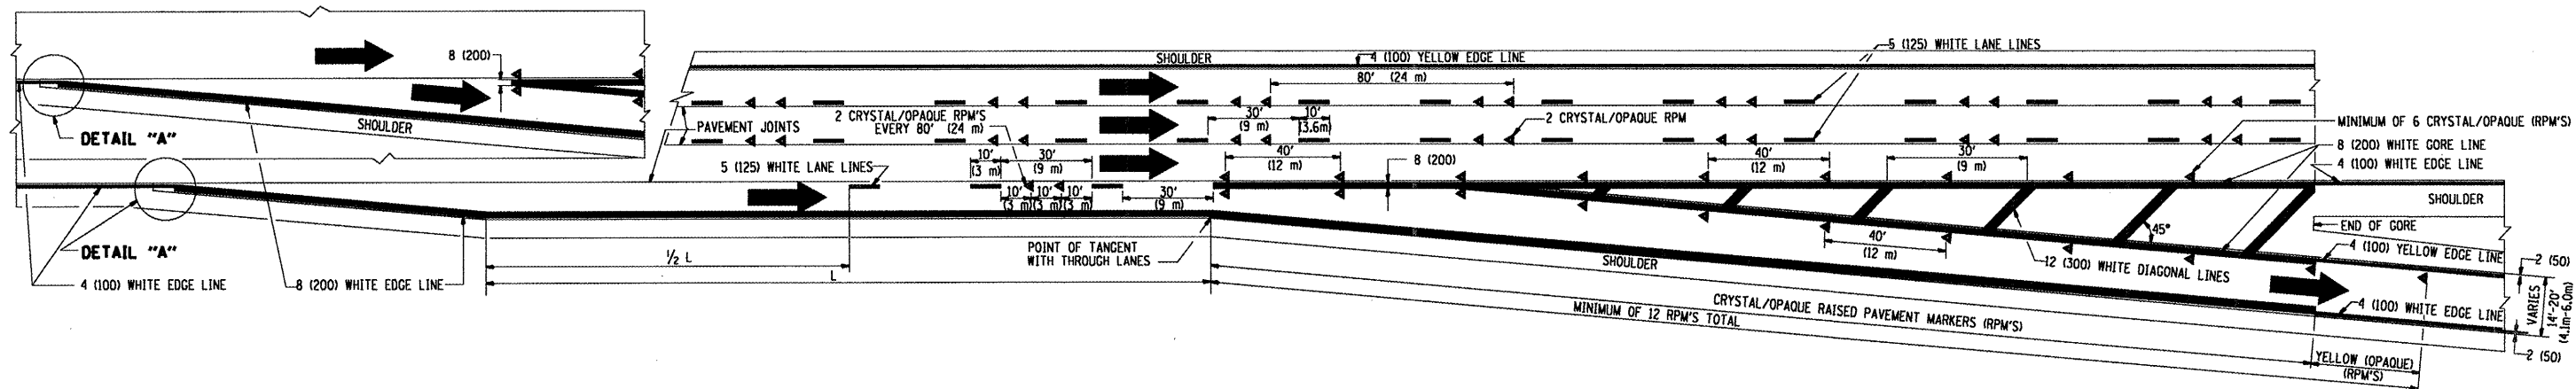 8 (200)
DETAIL "A"
SHOULDER
DETAIL "A"
4 (100) WHITE EDGE LINE
8 (200) WHITE EDGE LINE
PAVEMENT JOINTS
2 CRYSTAL/OPAQUE RPM'S
EVERY 80' (24 m)
5 (125) WHITE LANE LINES
10'
(3 m)
30'
(9 m)
10'
(3 m)
10'
(3 m)
10'
(3 m)
30'
(9 m)
½ L
L
POINT OF TANGENT
WITH THROUGH LANES
SHOULDER
4 (100) YELLOW EDGE LINE
80' (24 m)
5 (125) WHITE LANE LINES
30'
(9 m)
10'
(3.6m)
2 CRYSTAL/OPAQUE RPM
40'
(12 m)
8 (200)
40'
(12 m)
30'
(9 m)
MINIMUM OF 6 CRYSTAL/OPAQUE (RPM'S)
8 (200) WHITE GORE LINE
4 (100) WHITE EDGE LINE
SHOULDER
END OF GORE
45°
40'
(12 m)
12 (300) WHITE DIAGONAL LINES
4 (100) YELLOW EDGE LINE
2 (50)
SHOULDER
CRYSTAL/OPAQUE RAISED PAVEMENT MARKERS (RPM'S)
MINIMUM OF 12 RPM'S TOTAL
4 (100) WHITE EDGE LINE
VARIES
14'-20'
(4.1m-6.0m)
2 (50)
YELLOW (OPAQUE)
(RPM'S)